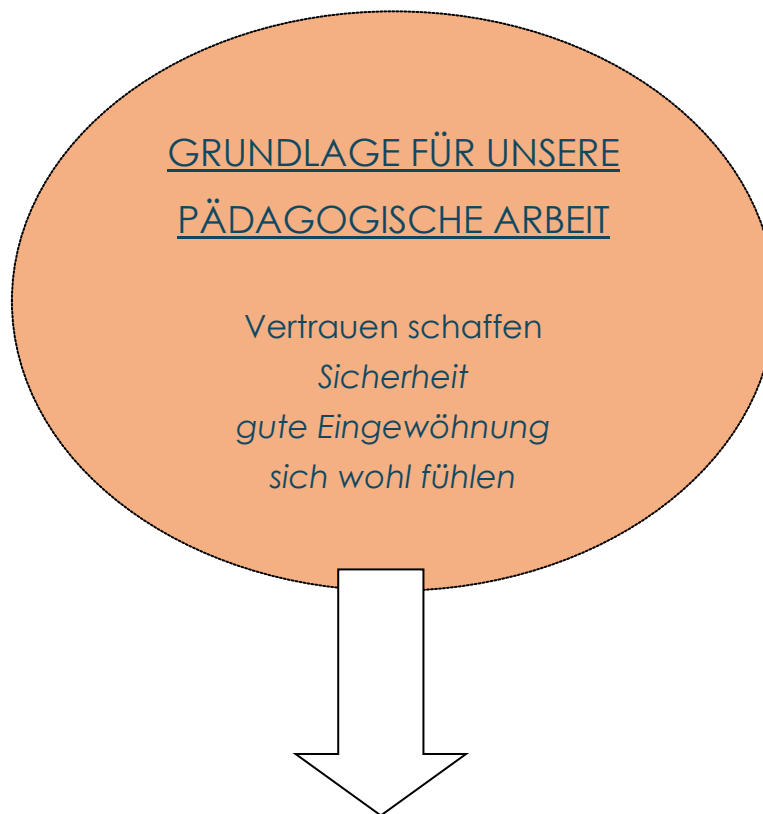 GRUNDLAGE FÜR UNSERE
PÄDAGOGISCHE ARBEIT
Vertrauen schaffen
Sicherheit
gute Eingewöhnung
sich wohl fühlen